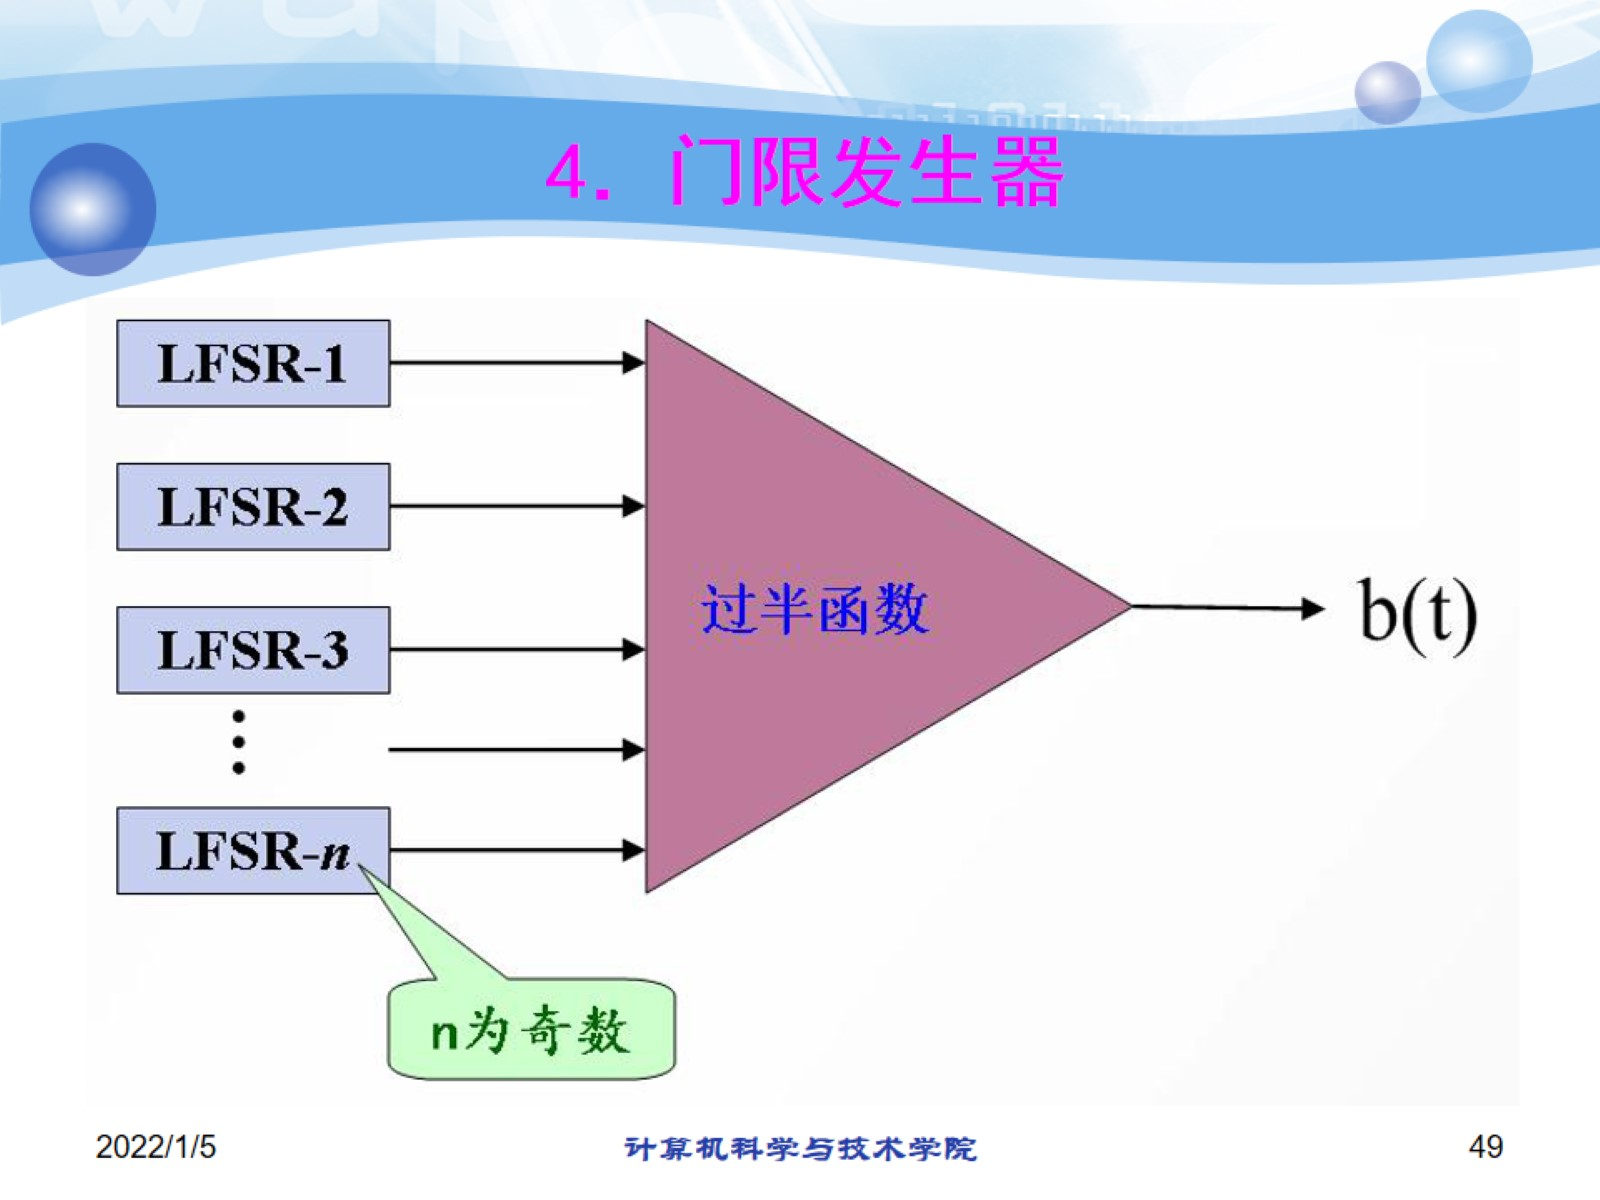 4. 门限发生器
LFSR-1
LFSR-2
LFSR-3
LFSR-n
过半函数
b(t)
n为奇数
2022/1/5
计算机科学与技术学院
49